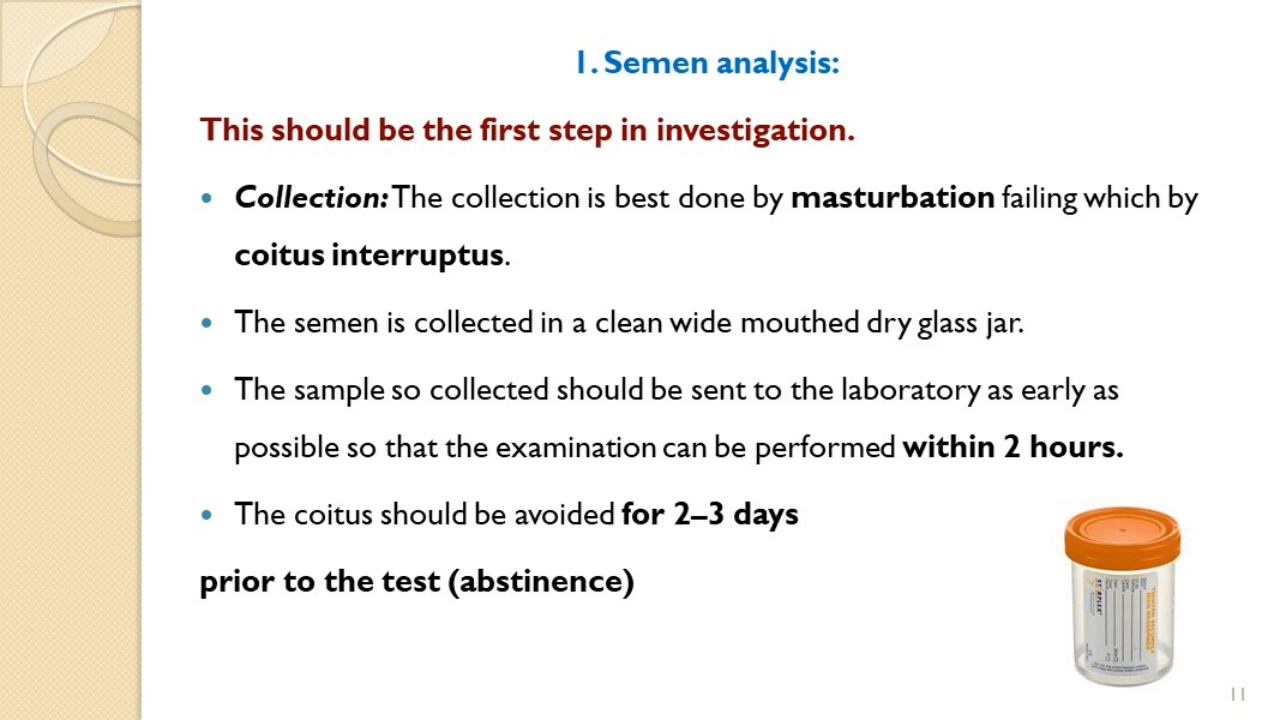 1. Semen analysis:
This should be the first step in investigation.
• Collection: The collection is best done by masturbation failing which by
coitus interruptus.
• The semen is collected in a clean wide mouthed dry glass jar.
• The sample so collected should be sent to the laboratory as early as
possible so that the examination can be performed within 2 hours.
• The coitus should be avoided for 2–3 days
prior to the test (abstinence)
11